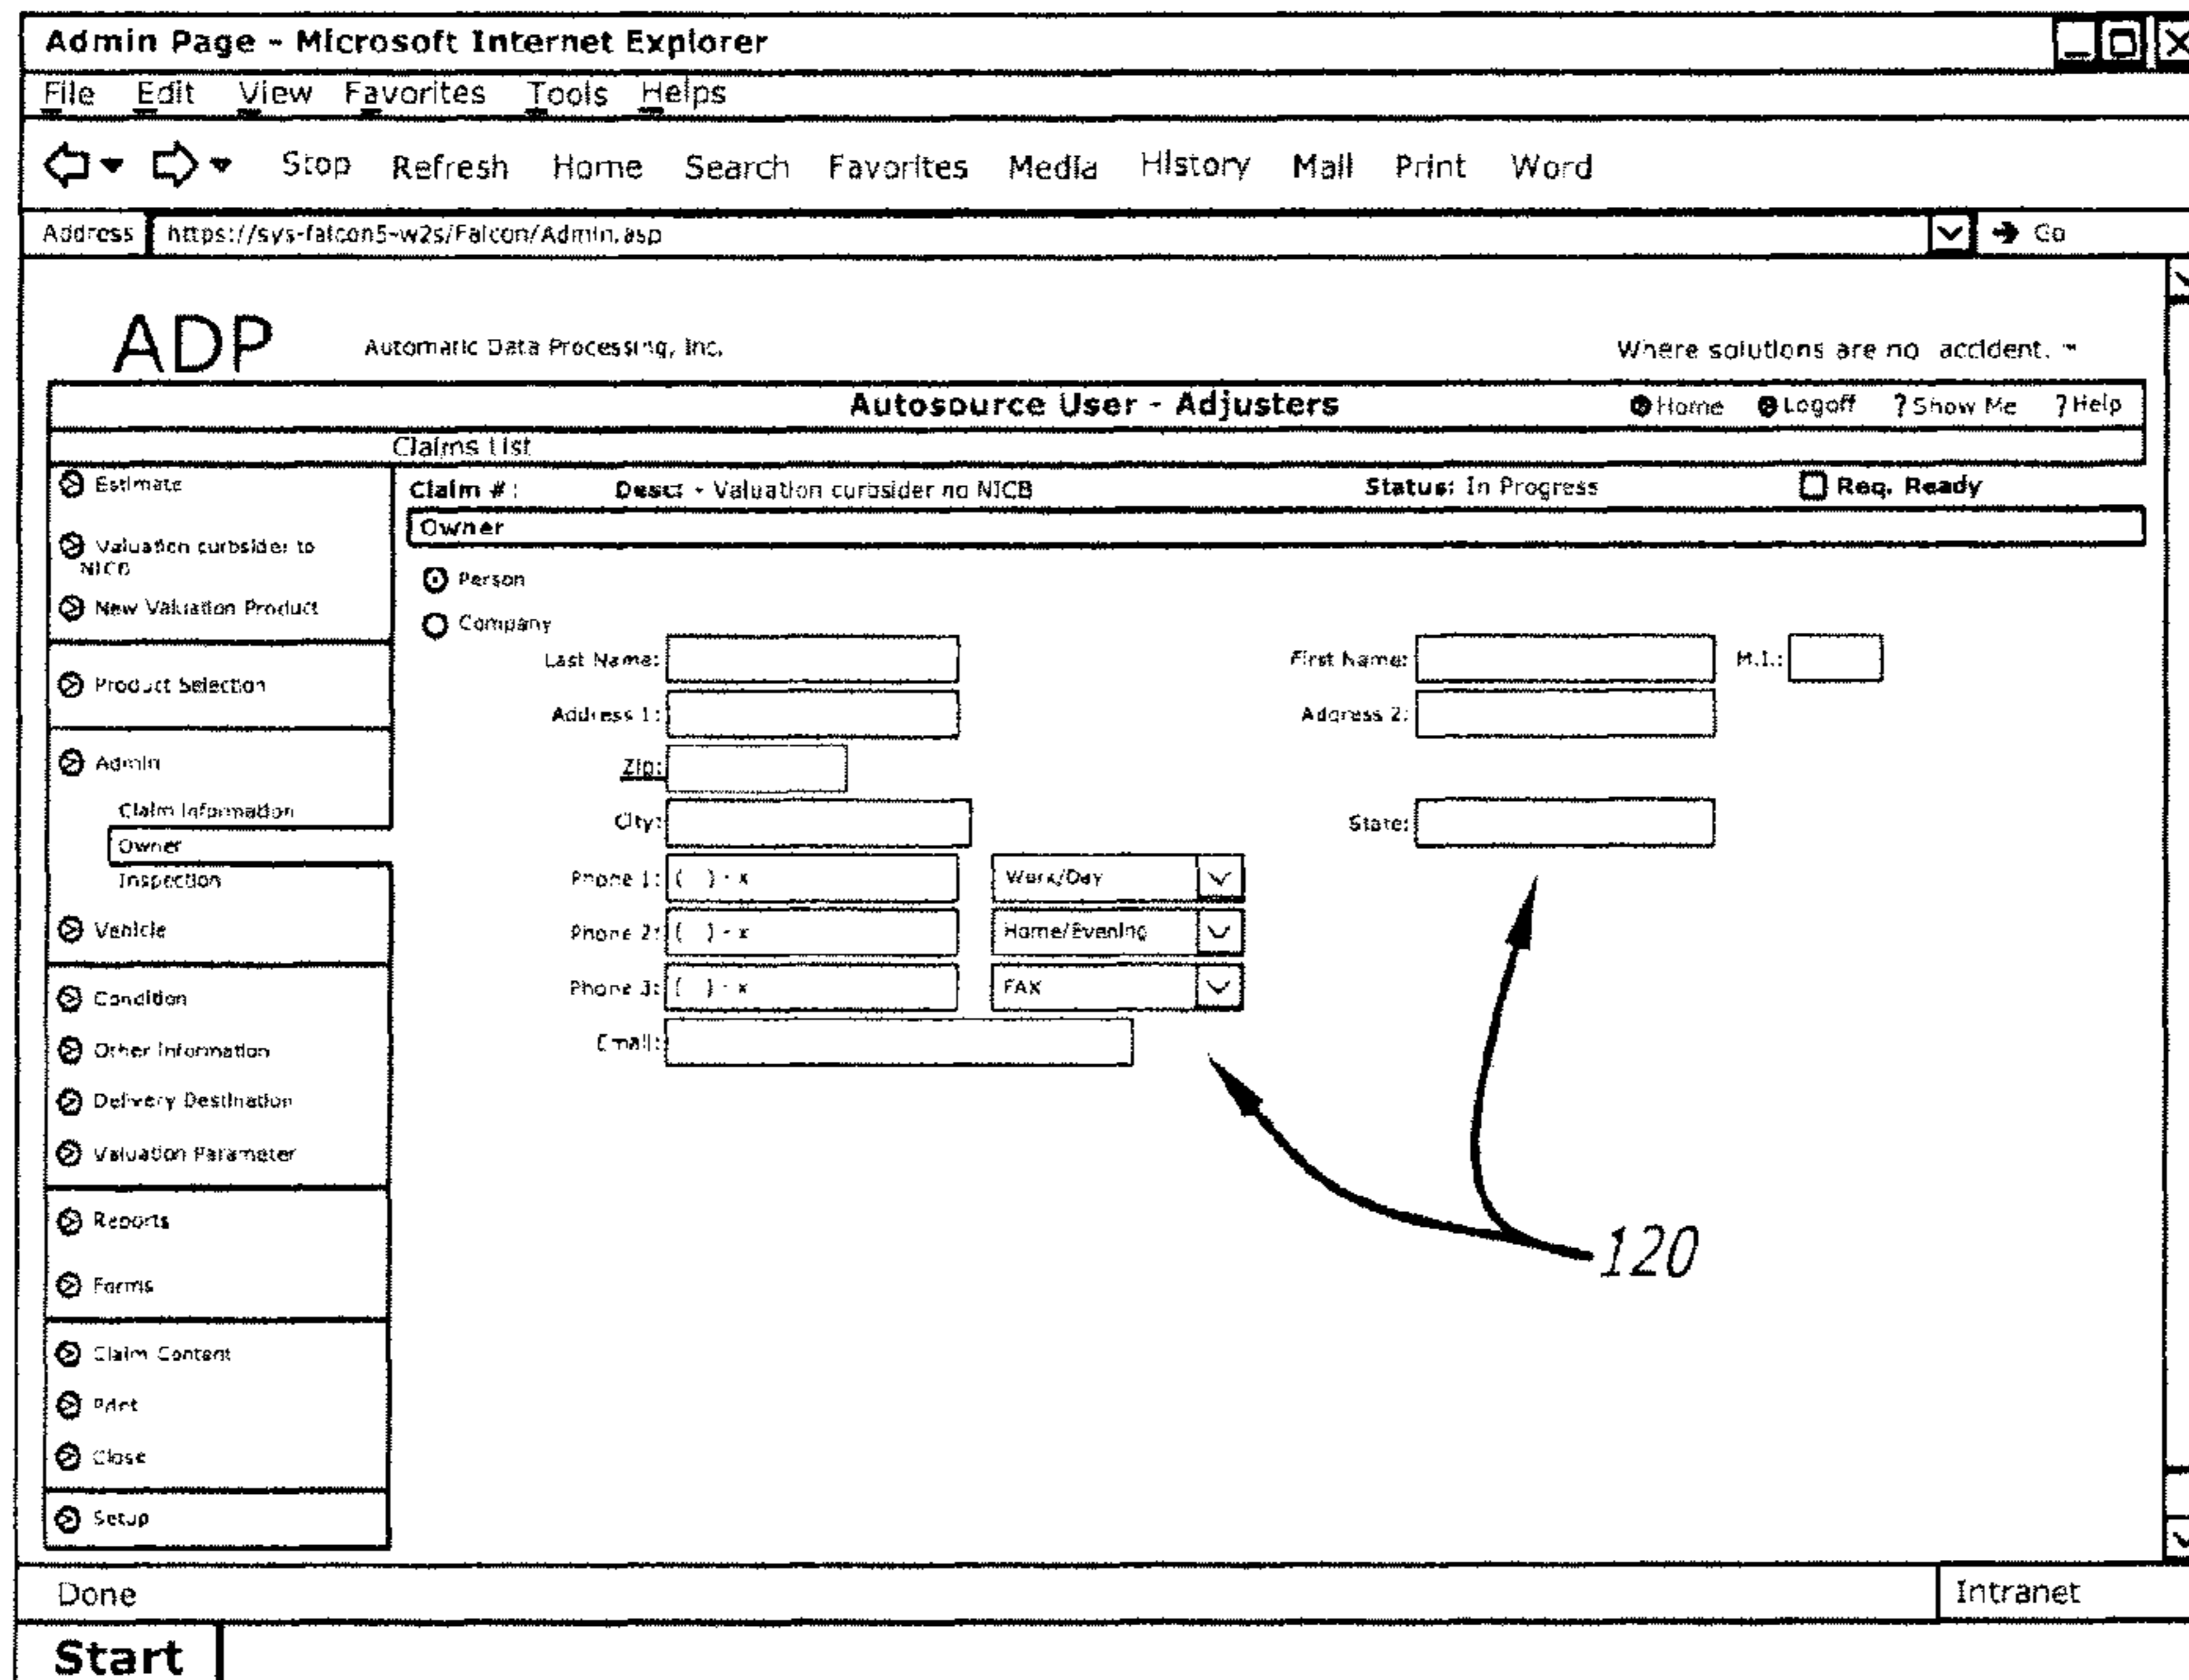 Admin Page - Microsoft Internet Explorer
File Edit View Favorites Tools Helps
Stop Refresh Home Search Favorites Media History Mail Print Word
Address https://sys-falcon5-w2s/Falcon/Admin.asp Go
ADP Automatic Data Processing, Inc. Where solutions are no accident. ™
Autosource User - Adjusters Home Logoff ? Show Me ? Help
Claims List
Estimate
Claim #: Desc: - Valuation curbsider no NICB Status: In Progress Req. Ready
Owner
Valuation curbsider to
NICB
Person
New Valuation Product
Company
Last Name: First Name: M.I.:
Product Selection
Address 1: Address 2:
Admin
Zip:
Claim Information
City: State:
Owner
Inspection
Phone 1: ( ) - x Work/Day
Vehicle
Phone 2: ( ) - x Home/Evening
Condition
Phone 3: ( ) - x FAX
Other Information
Email:
Delivery Destination
Valuation Parameter
Reports
120
Forms
Claim Content
Print
Close
Setup
Done Intranet
Start